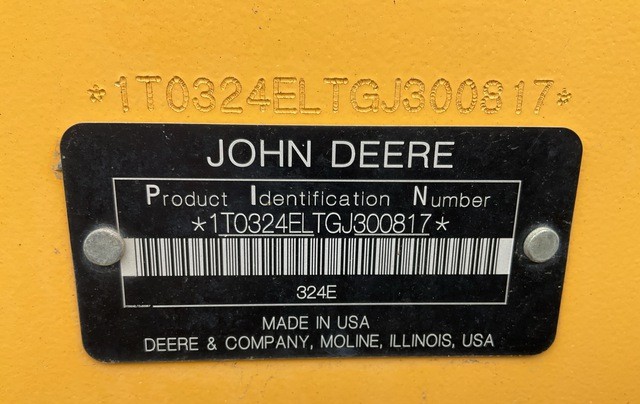 *1T0324ELTGJ300817*
JOHN DEERE
Product Identification Number
*1T0324ELTGJ300817*
324E
MADE IN USA
DEERE & COMPANY, MOLINE, ILLINOIS, USA